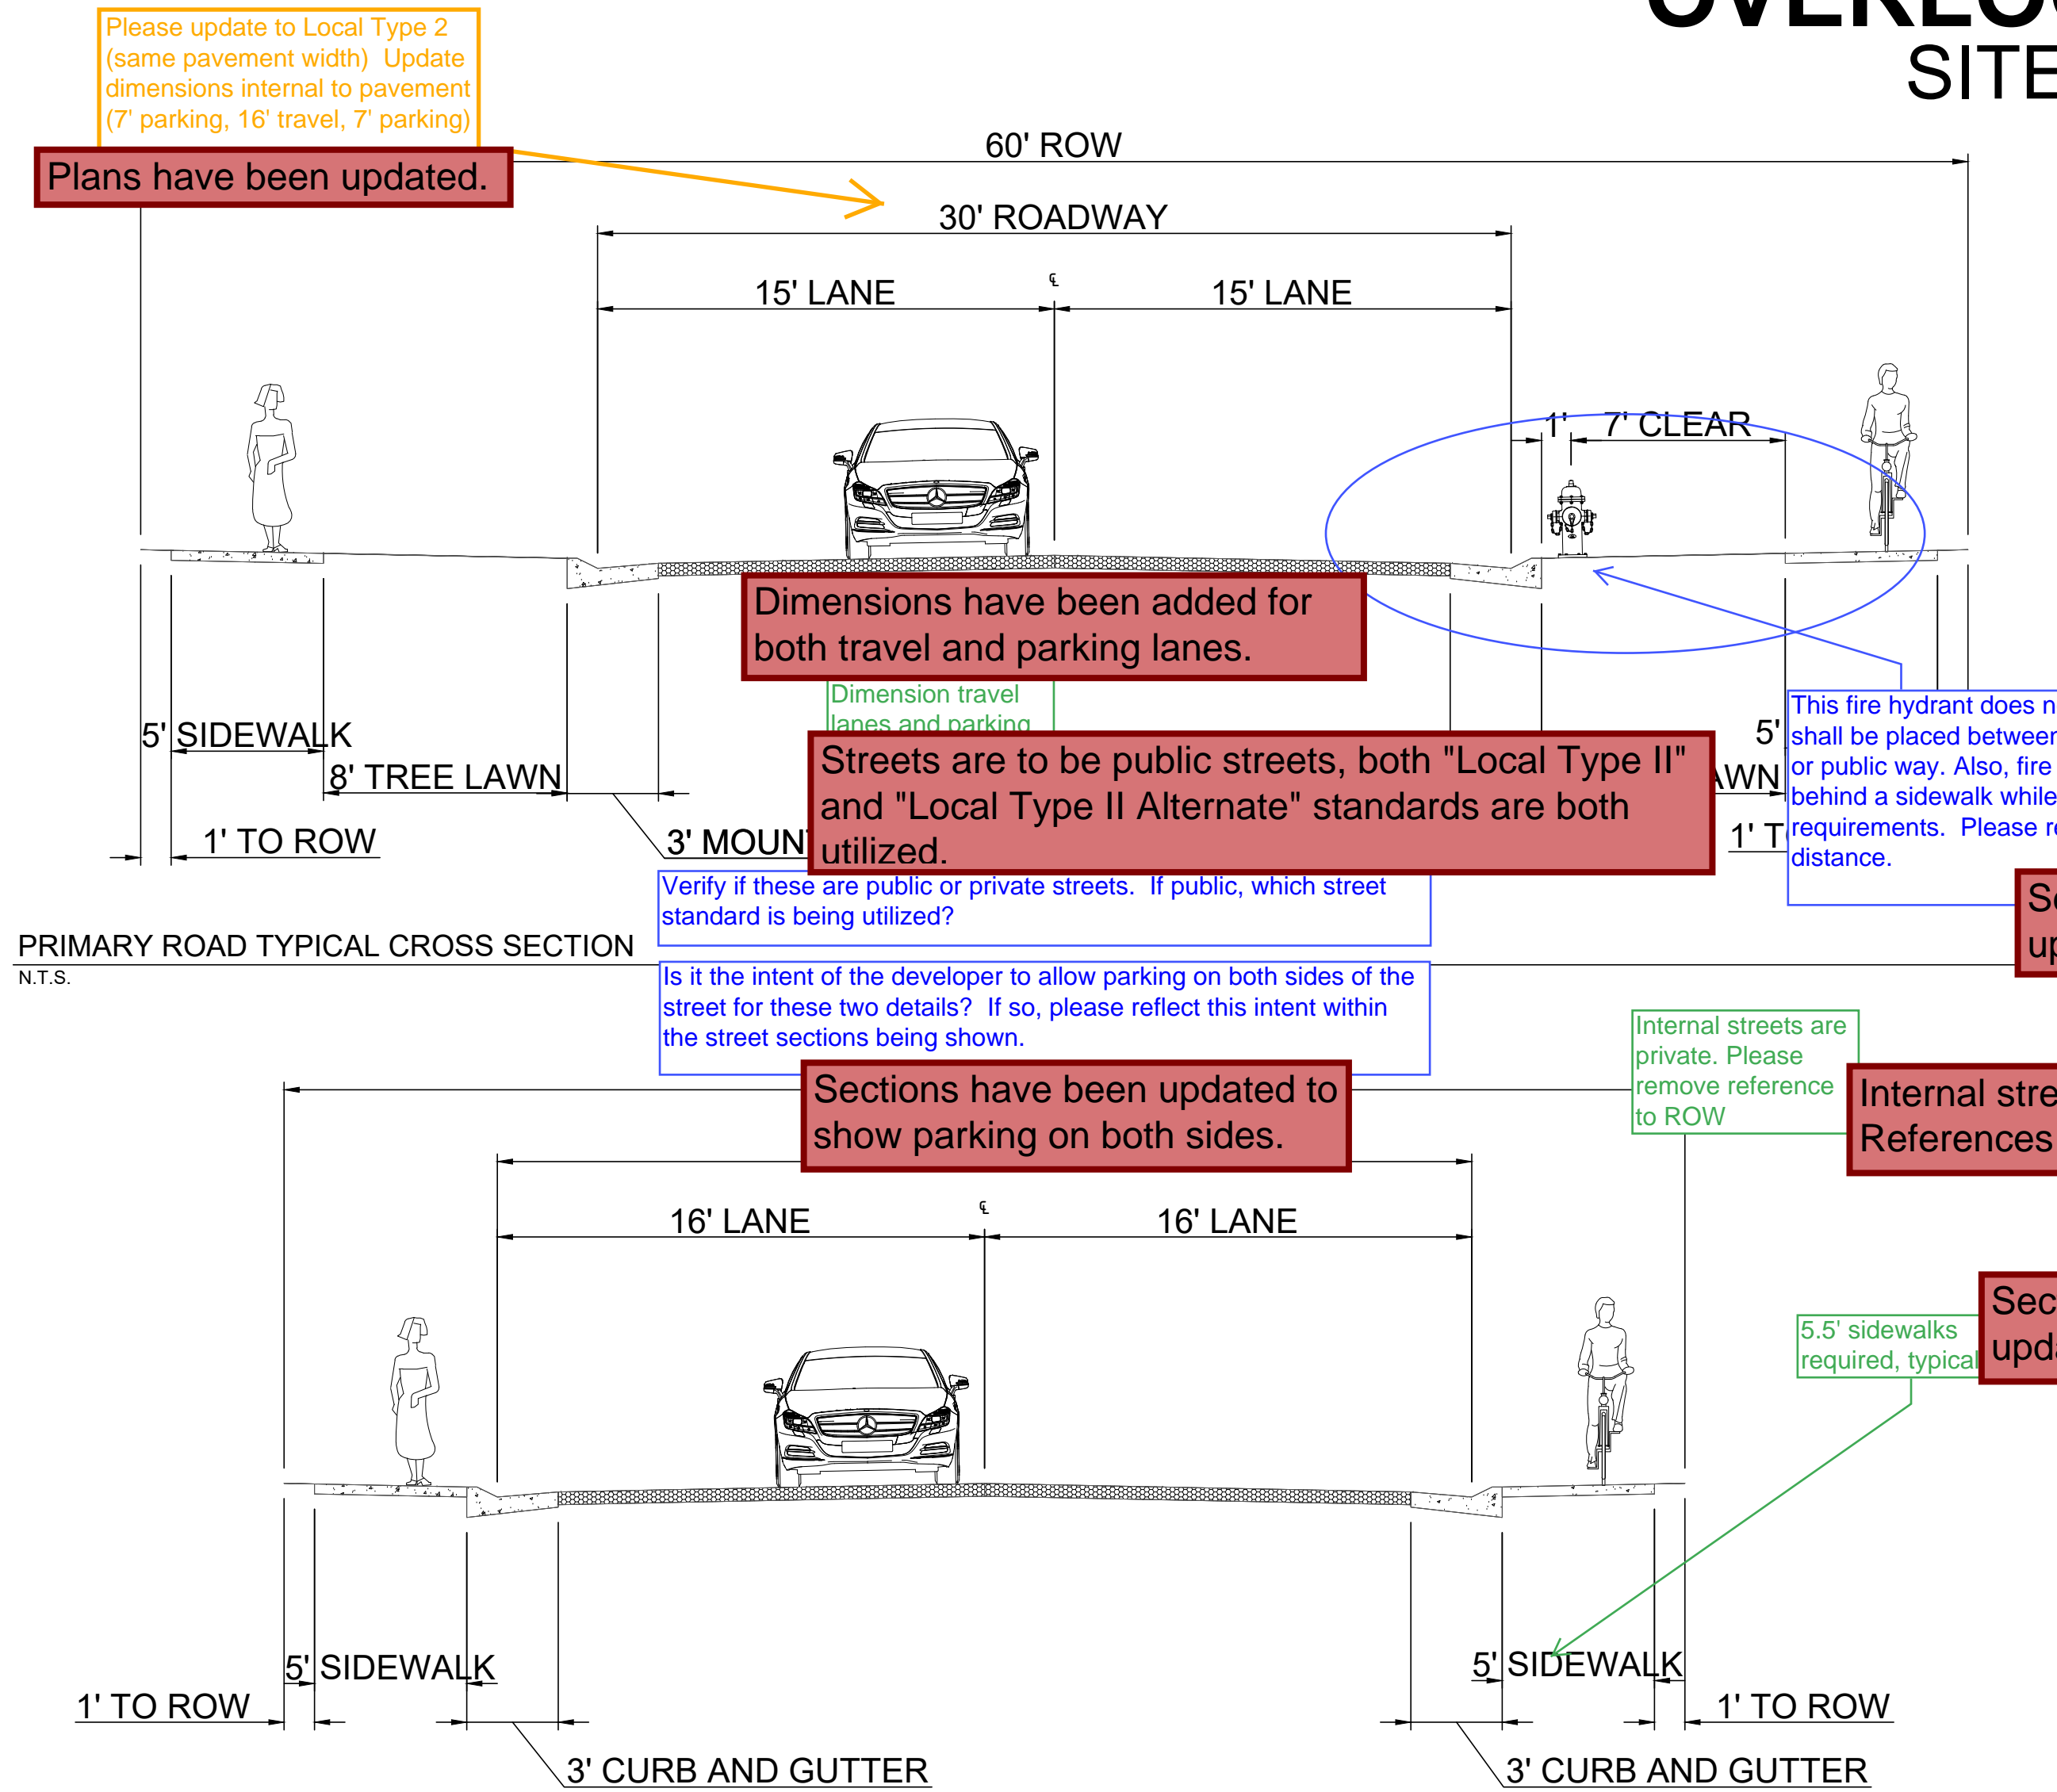 SITE
Please update to Local Type 2
(same pavement width)  Update
dimensions internal to pavement
(7' parking, 16' travel, 7' parking)
Plans have been updated.
60' ROW
30' ROADWAY
15' LANE
15' LANE
1'
7' CLEAR
Dimensions have been added for
both travel and parking lanes.
Dimension travel
lanes and parking
5' SIDEWALK
8' TREE LAWN
1' TO ROW
3' MOUN
Streets are to be public streets, both "Local Type II"
and "Local Type II Alternate" standards are both
utilized.
5'
1' T
This fire hydrant does n
shall be placed between
or public way. Also, fire
behind a sidewalk while
requirements.  Please re
distance.
Verify if these are public or private streets.  If public, which street
standard is being utilized?
PRIMARY ROAD TYPICAL CROSS SECTION
N.T.S.
Is it the intent of the developer to allow parking on both sides of the
street for these two details?  If so, please reflect this intent within
the street sections being shown.
Internal streets are
private. Please
remove reference
to ROW
Internal stre
References
Sections have been updated to
show parking on both sides.
16' LANE
16' LANE
5.5' sidewalks
required, typical
Sec
upda
5' SIDEWALK
5' SIDEWALK
1' TO ROW
1' TO ROW
3' CURB AND GUTTER
3' CURB AND GUTTER